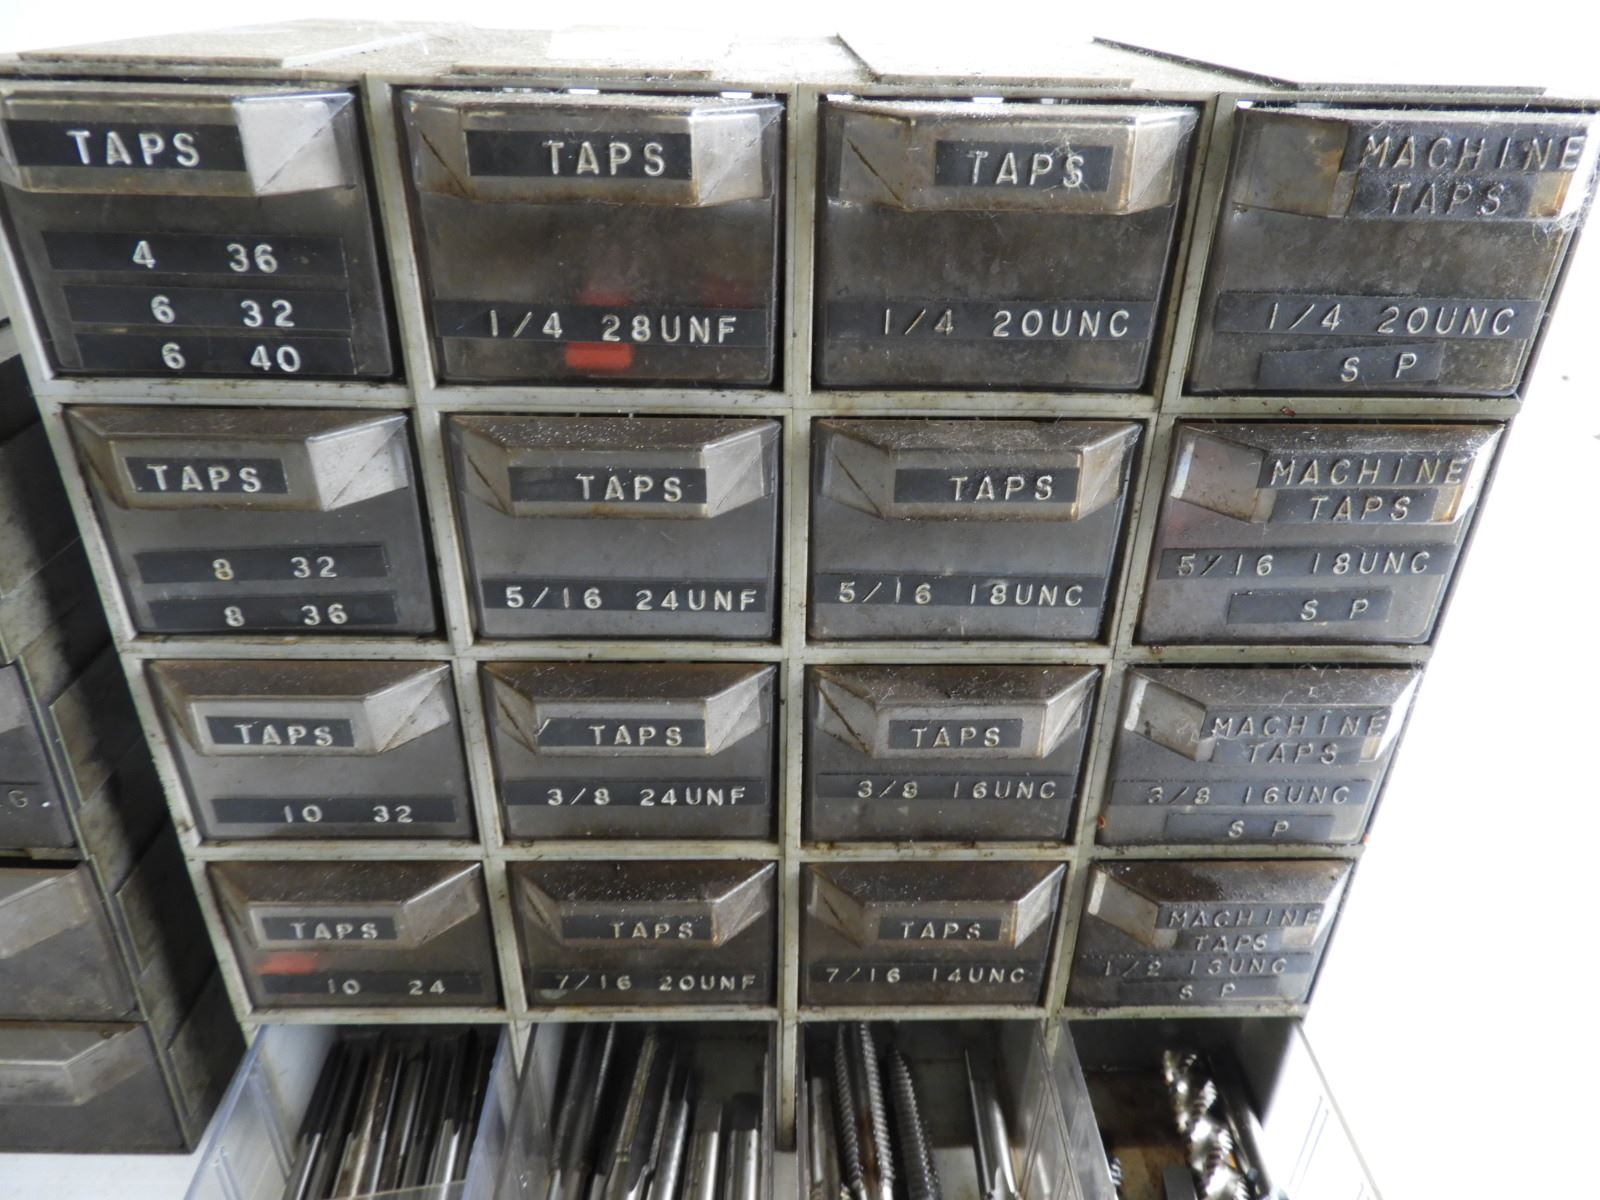 TAPS
4 36
6 32
6 40
TAPS
1/4 28UNF
TAPS
1/4 20UNC
MACHINE
TAPS
1/4 20UNC
S P
TAPS
8 32
8 36
TAPS
5/16 24UNF
TAPS
5/16 18UNC
MACHINE
TAPS
5/16 18UNC
S P
TAPS
10 32
TAPS
3/8 24UNF
TAPS
3/8 16UNC
MACHINE
TAPS
3/8 16UNC
S P
TAPS
10 24
TAPS
7/16 20UNF
TAPS
7/16 14UNC
MACHINE
TAPS
1/2 13UNC
S P